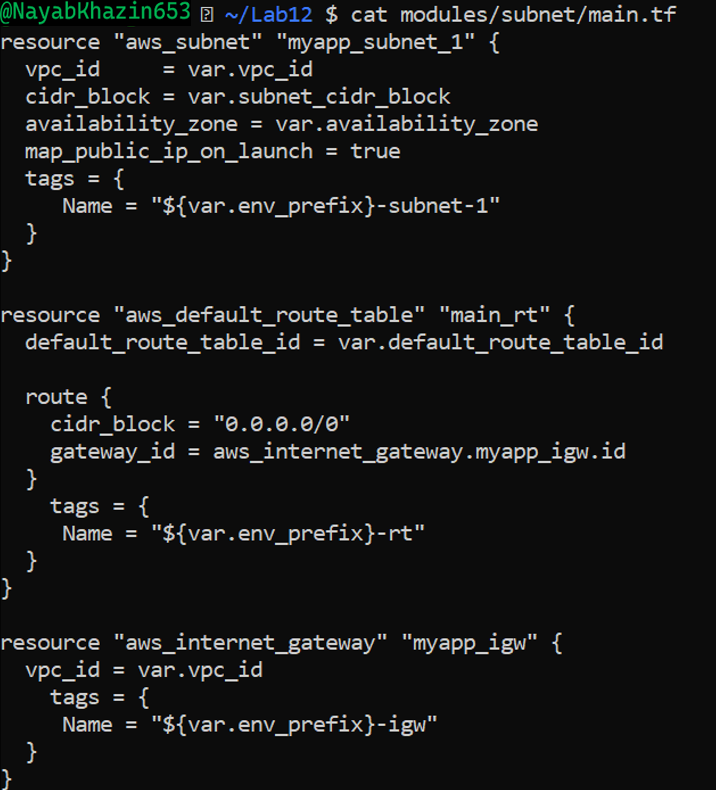 @NayabKhazin653 ~/Lab12 $ cat modules/subnet/main.tf
resource "aws_subnet" "myapp_subnet_1" {
  vpc_id     = var.vpc_id
  cidr_block = var.subnet_cidr_block
  availability_zone = var.availability_zone
  map_public_ip_on_launch = true
  tags = {
     Name = "${var.env_prefix}-subnet-1"
  }
}

resource "aws_default_route_table" "main_rt" {
  default_route_table_id = var.default_route_table_id

  route {
    cidr_block = "0.0.0.0/0"
    gateway_id = aws_internet_gateway.myapp_igw.id
  }
    tags = {
     Name = "${var.env_prefix}-rt"
  }
}

resource "aws_internet_gateway" "myapp_igw" {
  vpc_id = var.vpc_id
    tags = {
     Name = "${var.env_prefix}-igw"
  }
}